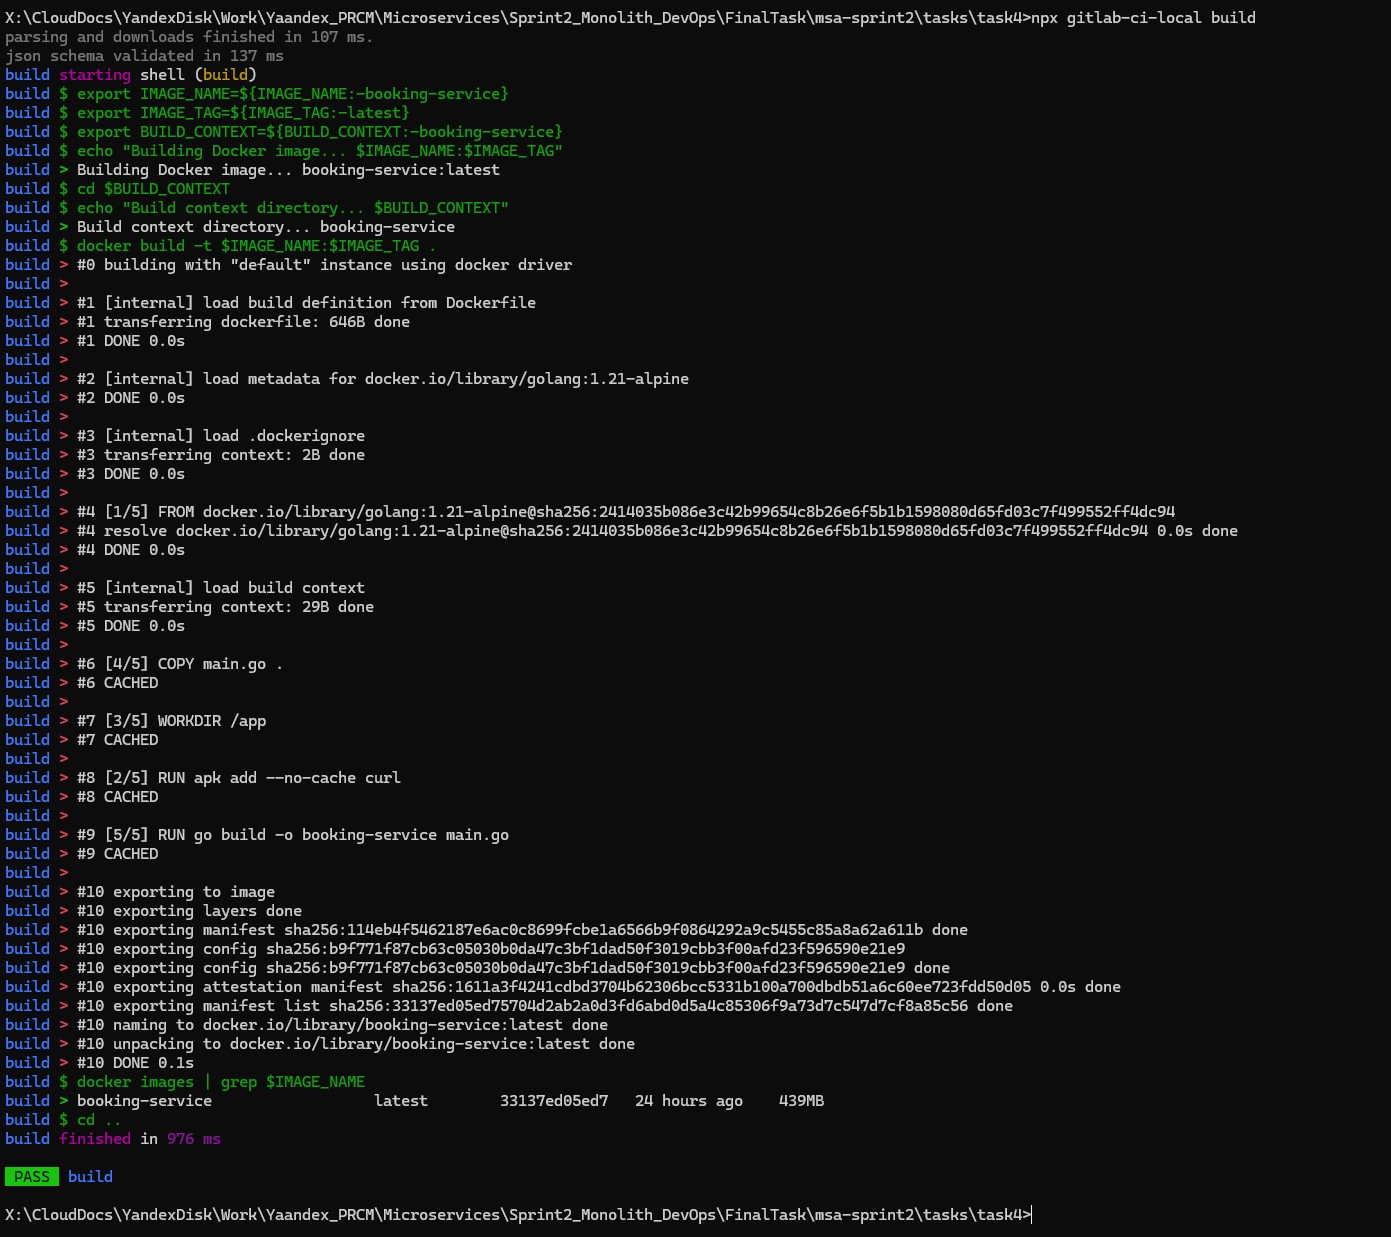 X:\CloudDocs\YandexDisk\Work\Yaandex_PRCM\Microservices\Sprint2_Monolith_DevOps\FinalTask\msa-sprint2\tasks\task4>npx gitlab-ci-local build
parsing and downloads finished in 107 ms.
json schema validated in 137 ms
build starting shell (build)
build $ export IMAGE_NAME=${IMAGE_NAME:-booking-service}
build $ export IMAGE_TAG=${IMAGE_TAG:-latest}
build $ export BUILD_CONTEXT=${BUILD_CONTEXT:-booking-service}
build $ echo "Building Docker image... $IMAGE_NAME:$IMAGE_TAG"
build > Building Docker image... booking-service:latest
build $ cd $BUILD_CONTEXT
build $ echo "Build context directory... $BUILD_CONTEXT"
build > Build context directory... booking-service
build $ docker build -t $IMAGE_NAME:$IMAGE_TAG .
build > #0 building with "default" instance using docker driver
build >
build > #1 [internal] load build definition from Dockerfile
build > #1 transferring dockerfile: 646B done
build > #1 DONE 0.0s
build >
build > #2 [internal] load metadata for docker.io/library/golang:1.21-alpine
build > #2 DONE 0.0s
build >
build > #3 [internal] load .dockerignore
build > #3 transferring context: 2B done
build > #3 DONE 0.0s
build >
build > #4 [1/5] FROM docker.io/library/golang:1.21-alpine@sha256:2414035b086e3c42b99654c8b26e6f5b1b1598080d65fd03c7f499552ff4dc94
build > #4 resolve docker.io/library/golang:1.21-alpine@sha256:2414035b086e3c42b99654c8b26e6f5b1b1598080d65fd03c7f499552ff4dc94 0.0s done
build > #4 DONE 0.0s
build >
build > #5 [internal] load build context
build > #5 transferring context: 29B done
build > #5 DONE 0.0s
build >
build > #6 [4/5] COPY main.go .
build > #6 CACHED
build >
build > #7 [3/5] WORKDIR /app
build > #7 CACHED
build >
build > #8 [2/5] RUN apk add --no-cache curl
build > #8 CACHED
build >
build > #9 [5/5] RUN go build -o booking-service main.go
build > #9 CACHED
build >
build > #10 exporting to image
build > #10 exporting layers done
build > #10 exporting manifest sha256:114eb4f5462187e6ac0c8699fcbe1a6566b9f0864292a9c5455c85a8a62a611b done
build > #10 exporting config sha256:b9f771f87cb63c05030b0da47c3bf1dad50f3019cbb3f00afd23f596590e21e9
build > #10 exporting config sha256:b9f771f87cb63c05030b0da47c3bf1dad50f3019cbb3f00afd23f596590e21e9 done
build > #10 exporting attestation manifest sha256:1611a3f4241cdbd3704b62306bcc5331b100a700dbdb51a6c60ee723fdd50d05 0.0s done
build > #10 exporting manifest list sha256:33137ed05ed75704d2ab2a0d3fd6abd0d5a4c85306f9a73d7c547d7cf8a85c56 done
build > #10 naming to docker.io/library/booking-service:latest done
build > #10 unpacking to docker.io/library/booking-service:latest done
build > #10 DONE 0.1s
build $ docker images | grep $IMAGE_NAME
build > booking-service                  latest        33137ed05ed7   24 hours ago    439MB
build $ cd ..
build finished in 976 ms
PASS build
X:\CloudDocs\YandexDisk\Work\Yaandex_PRCM\Microservices\Sprint2_Monolith_DevOps\FinalTask\msa-sprint2\tasks\task4>